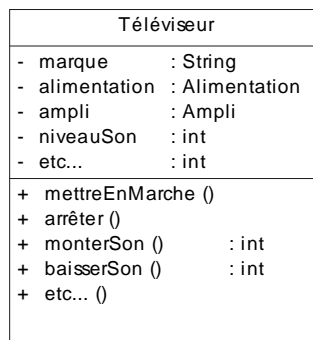 Téléviseur
- marque : String
- alimentation : Alimentation
- ampli : Ampli
- niveauSon : int
- etc... : int
+ mettreEnMarche ()
+ arrêter ()
+ monterSon () : int
+ baisserSon () : int
+ etc... ()